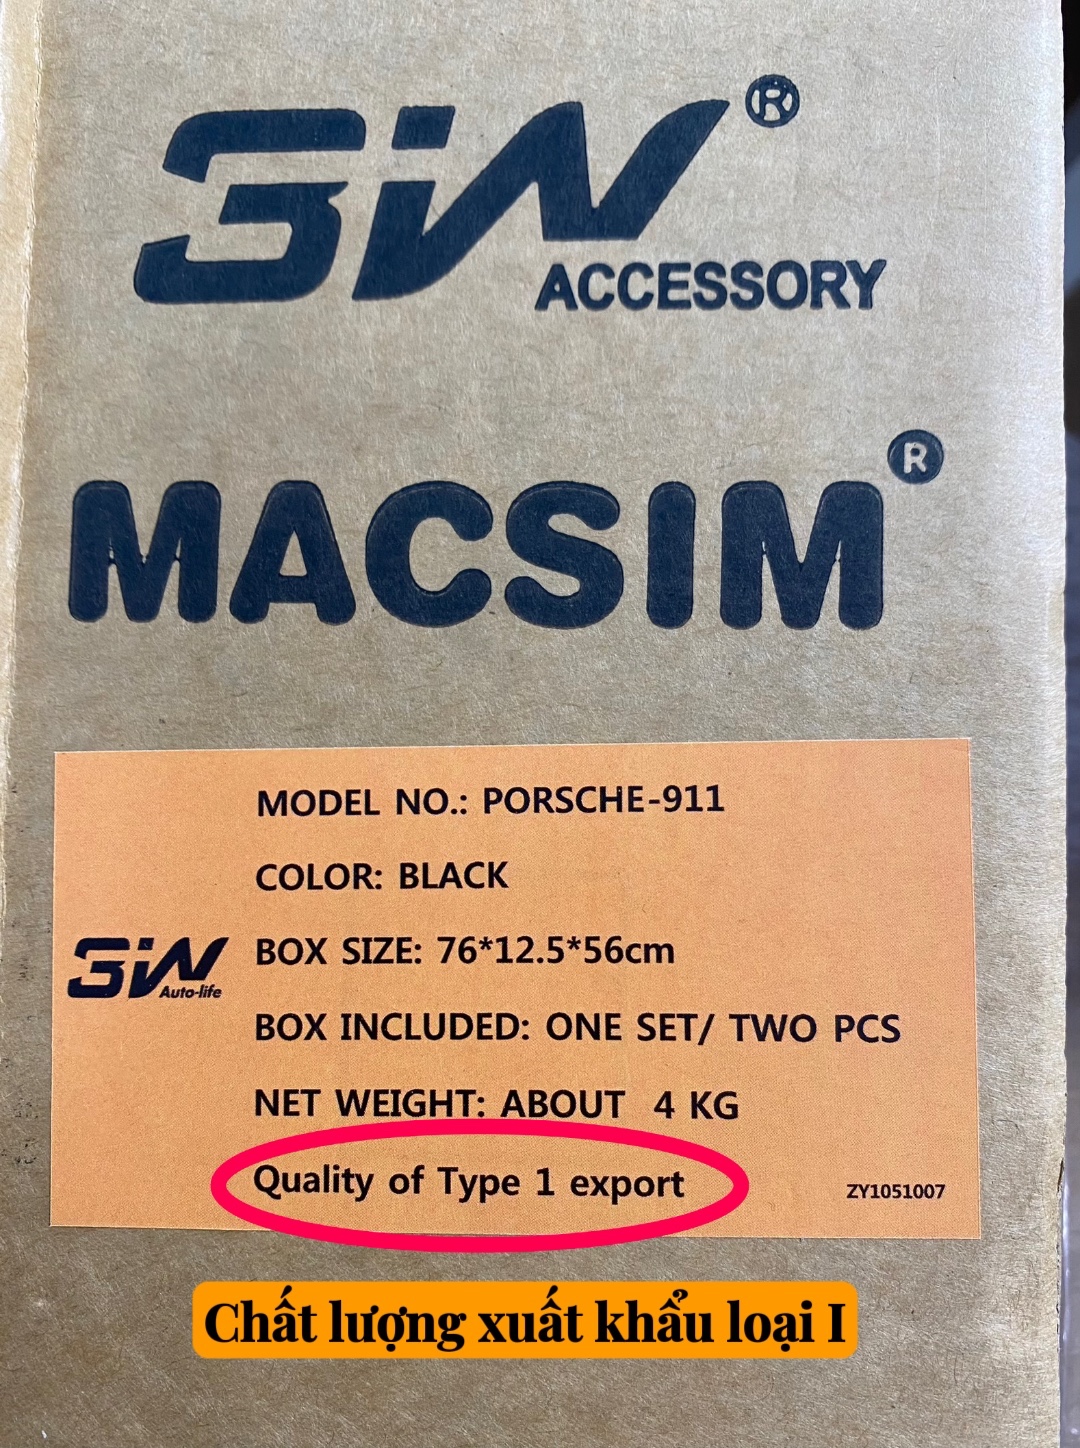 3W ®
ACCESSORY
MACSIM ®
MODEL NO.: PORSCHE-911
COLOR: BLACK
BOX SIZE: 76*12.5*56cm
3W
Auto-life
BOX INCLUDED: ONE SET/ TWO PCS
NET WEIGHT: ABOUT 4 KG
Quality of Type 1 export
ZY1051007
Chất lượng xuất khẩu loại I